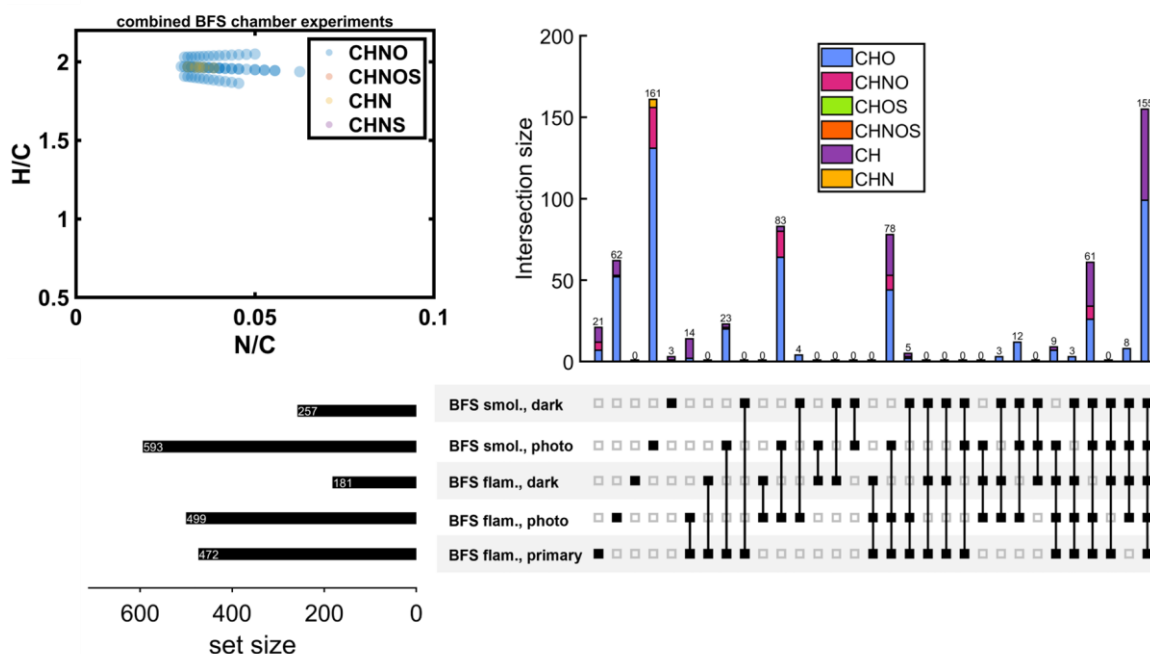 combined BFS chamber experiments
2
1.5
1
0.5
H/C
0
0.05
0.1
N/C
CHNO
CHNOS
CHN
CHNS
200
150
100
50
0
Intersection size
CHO
CHNO
CHOS
CHNOS
CH
CHN
21
62
0
161
3
14
0
23
0
0
83
4
0
0
0
0
78
5
0
0
0
0
3
12
0
9
3
61
0
8
155
BFS smol., dark
BFS smol., photo
BFS flam., dark
BFS flam., photo
BFS flam., primary
257
593
181
499
472
600
400
200
0
set size